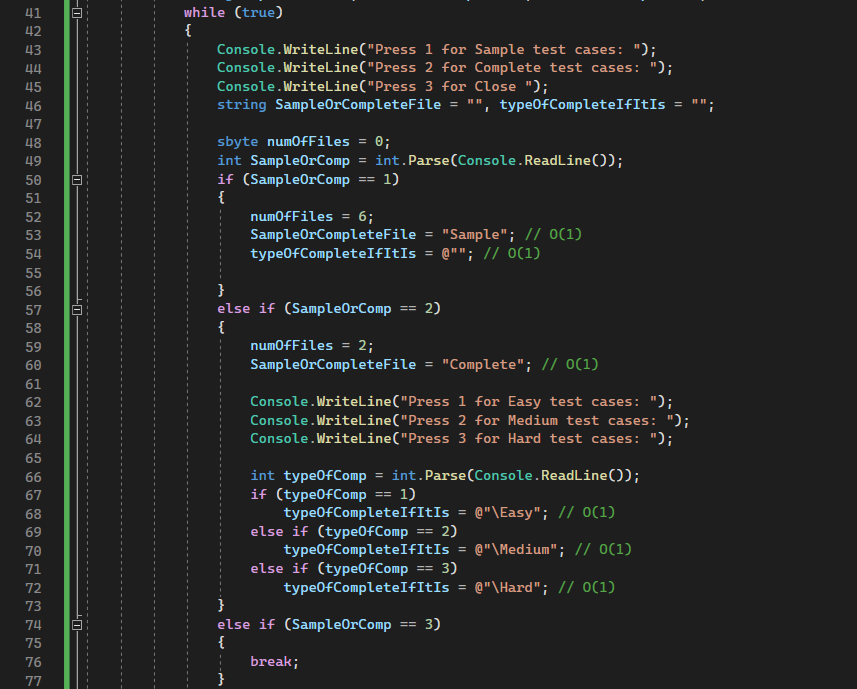 41 while (true)
42 {
43 Console.WriteLine("Press 1 for Sample test cases: ");
44 Console.WriteLine("Press 2 for Complete test cases: ");
45 Console.WriteLine("Press 3 for Close ");
46 string SampleOrCompleteFile = "", typeOfCompleteIfItIs = "";
47
48 sbyte numOfFiles = 0;
49 int SampleOrComp = int.Parse(Console.ReadLine());
50 if (SampleOrComp == 1)
51 {
52 numOfFiles = 6;
53 SampleOrCompleteFile = "Sample"; // O(1)
54 typeOfCompleteIfItIs = @""; // O(1)
55
56 }
57 else if (SampleOrComp == 2)
58 {
59 numOfFiles = 2;
60 SampleOrCompleteFile = "Complete"; // O(1)
61
62 Console.WriteLine("Press 1 for Easy test cases: ");
63 Console.WriteLine("Press 2 for Medium test cases: ");
64 Console.WriteLine("Press 3 for Hard test cases: ");
65
66 int typeOfComp = int.Parse(Console.ReadLine());
67 if (typeOfComp == 1)
68 typeOfCompleteIfItIs = @"\Easy"; // O(1)
69 else if (typeOfComp == 2)
70 typeOfCompleteIfItIs = @"\Medium"; // O(1)
71 else if (typeOfComp == 3)
72 typeOfCompleteIfItIs = @"\Hard"; // O(1)
73 }
74 else if (SampleOrComp == 3)
75 {
76 break;
77 }